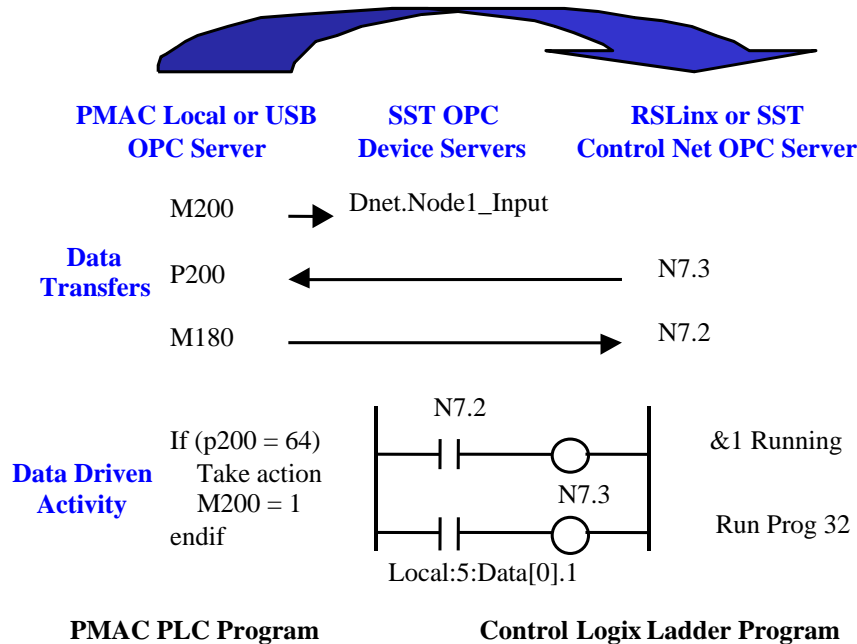 PMAC Local or USB
OPC Server
SST OPC
Device Servers
RSLinx or SST
Control Net OPC Server
M200
Dnet.Node1_Input
Data
Transfers
P200
N7.3
M180
N7.2
Data Driven
Activity
If (p200 = 64)
Take action
M200 = 1
endif
N7.2
&1 Running
N7.3
Run Prog 32
Local:5:Data[0].1
PMAC PLC Program
Control Logix Ladder Program